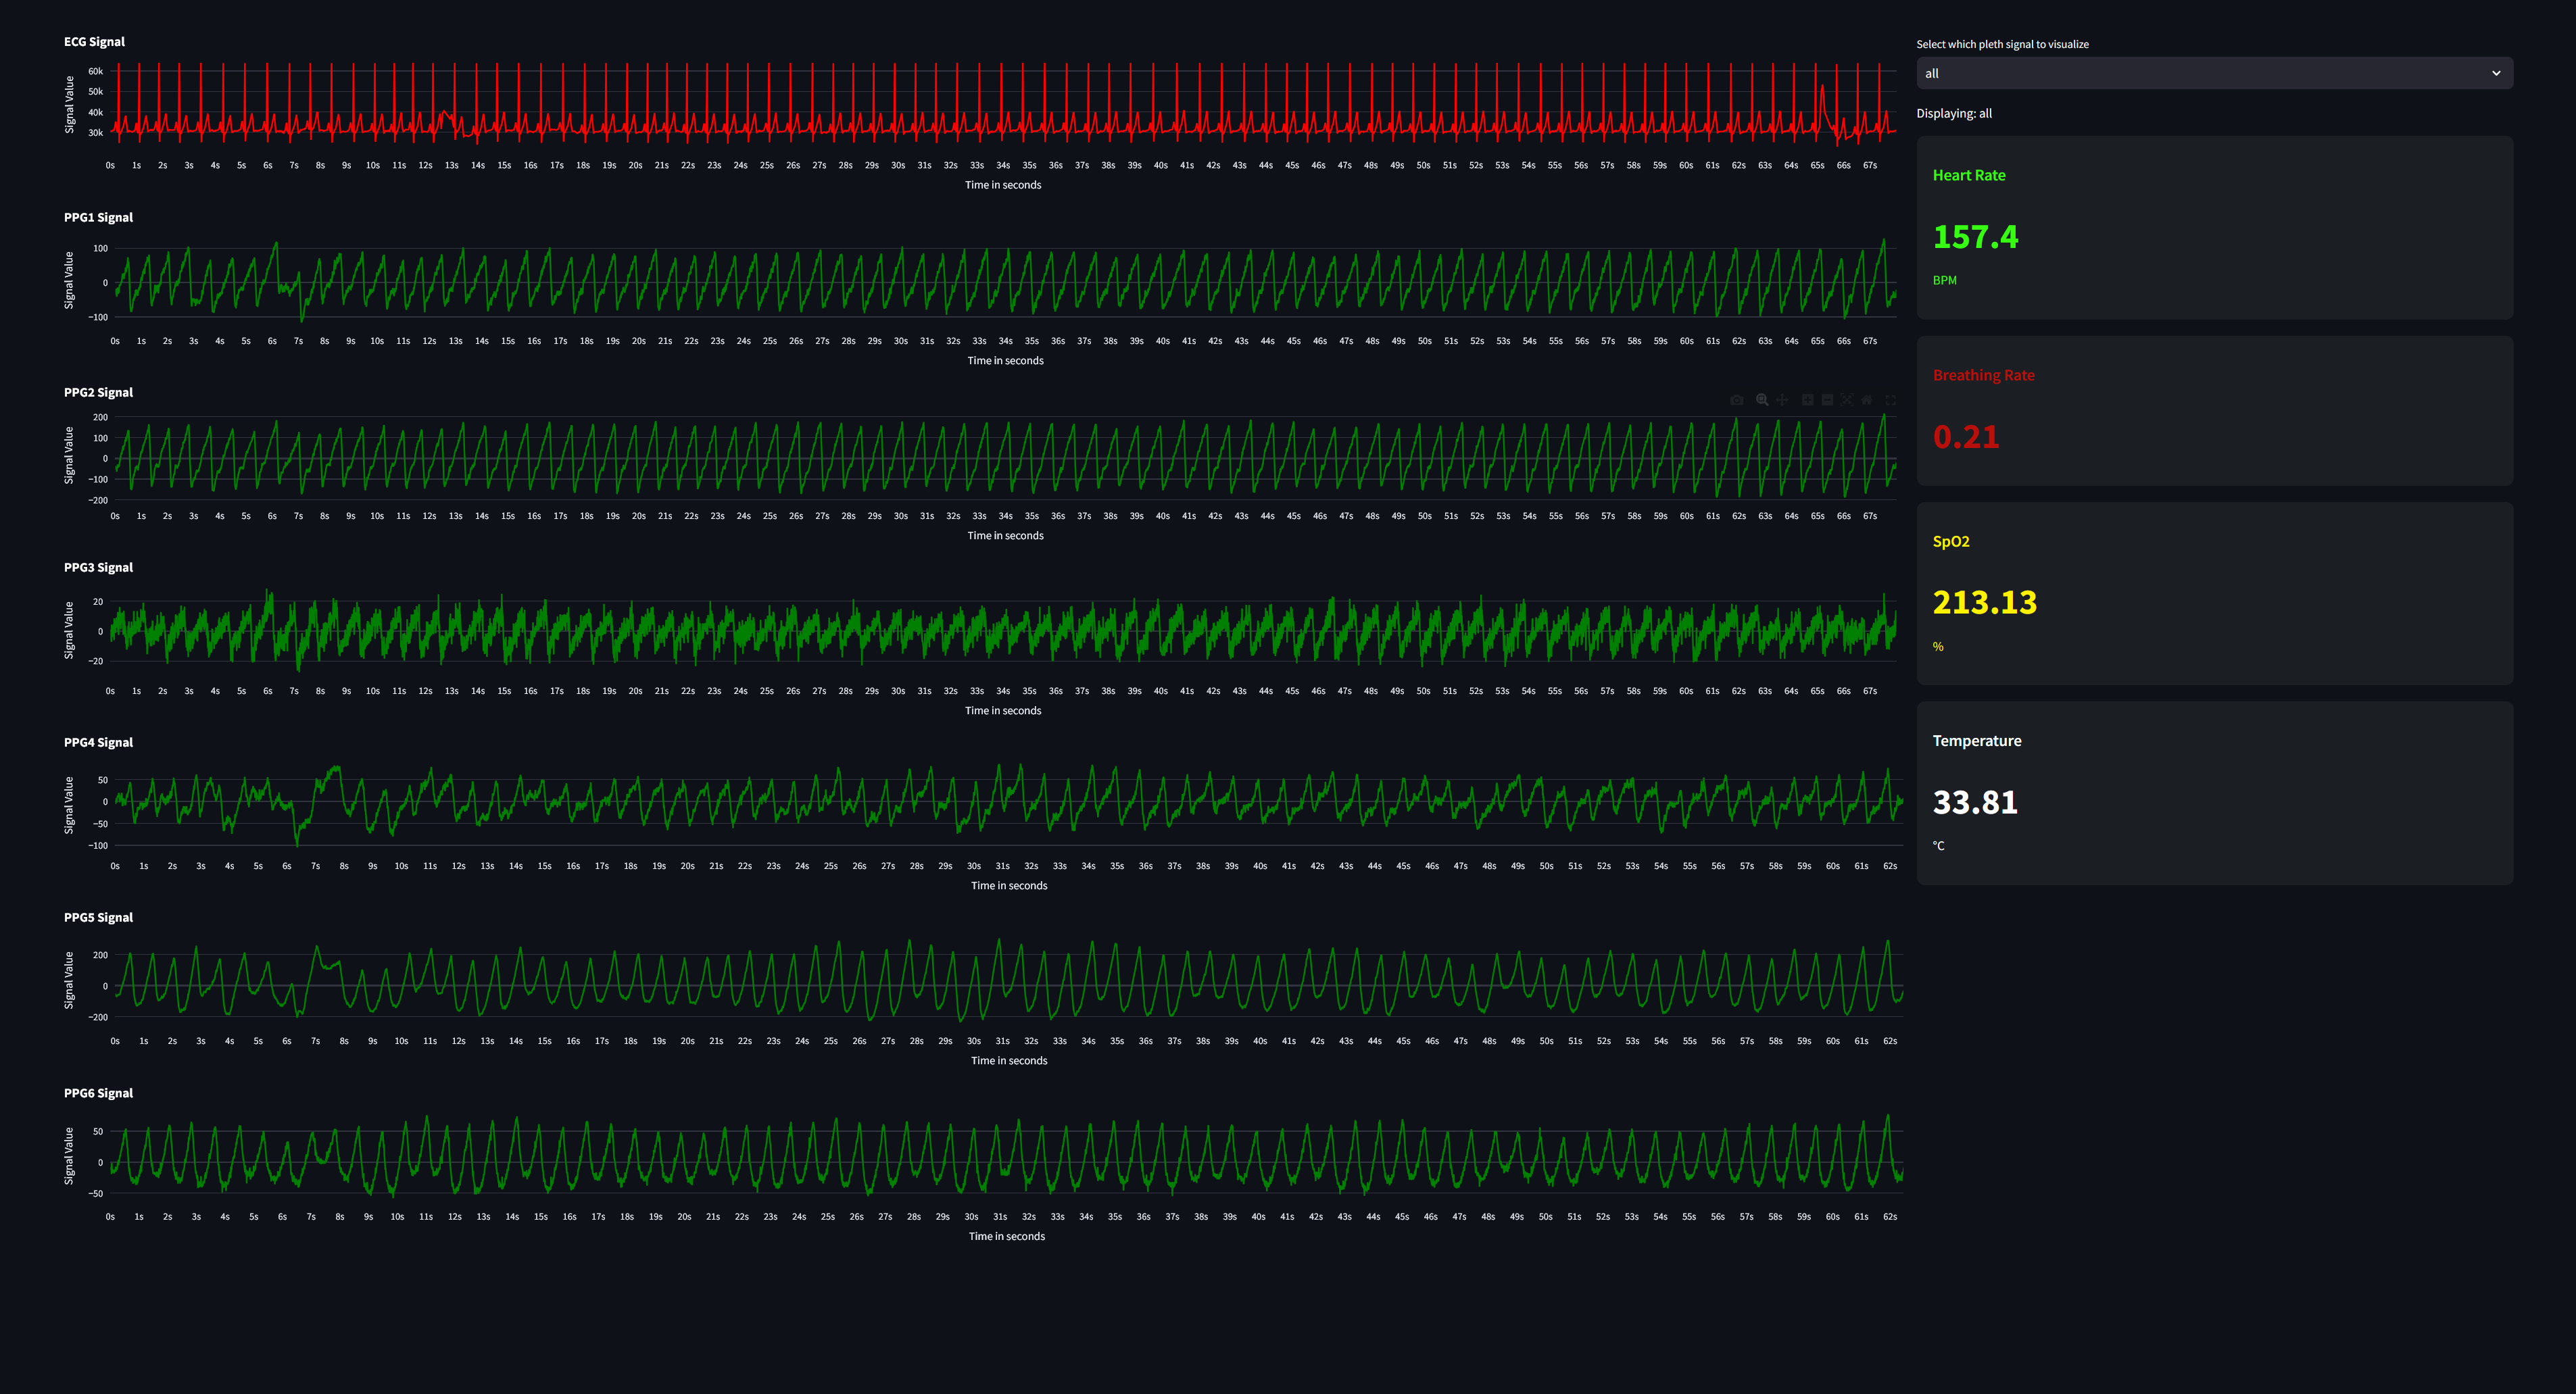 ECG Signal
Signal Value
60k
50k
40k
30k
0s 1s 2s 3s 4s 5s 6s 7s 8s 9s 10s 11s 12s 13s 14s 15s 16s 17s 18s 19s 20s 21s 22s 23s 24s 25s 26s 27s 28s 29s 30s 31s 32s 33s 34s 35s 36s 37s 38s 39s 40s 41s 42s 43s 44s 45s 46s 47s 48s 49s 50s 51s 52s 53s 54s 55s 56s 57s 58s 59s 60s 61s 62s 63s 64s 65s 66s 67s
Time in seconds
PPG1 Signal
Signal Value
100
0
−100
0s 1s 2s 3s 4s 5s 6s 7s 8s 9s 10s 11s 12s 13s 14s 15s 16s 17s 18s 19s 20s 21s 22s 23s 24s 25s 26s 27s 28s 29s 30s 31s 32s 33s 34s 35s 36s 37s 38s 39s 40s 41s 42s 43s 44s 45s 46s 47s 48s 49s 50s 51s 52s 53s 54s 55s 56s 57s 58s 59s 60s 61s 62s 63s 64s 65s 66s 67s
Time in seconds
PPG2 Signal
Signal Value
200
100
0
−100
−200
0s 1s 2s 3s 4s 5s 6s 7s 8s 9s 10s 11s 12s 13s 14s 15s 16s 17s 18s 19s 20s 21s 22s 23s 24s 25s 26s 27s 28s 29s 30s 31s 32s 33s 34s 35s 36s 37s 38s 39s 40s 41s 42s 43s 44s 45s 46s 47s 48s 49s 50s 51s 52s 53s 54s 55s 56s 57s 58s 59s 60s 61s 62s 63s 64s 65s 66s 67s
Time in seconds
PPG3 Signal
Signal Value
20
0
−20
0s 1s 2s 3s 4s 5s 6s 7s 8s 9s 10s 11s 12s 13s 14s 15s 16s 17s 18s 19s 20s 21s 22s 23s 24s 25s 26s 27s 28s 29s 30s 31s 32s 33s 34s 35s 36s 37s 38s 39s 40s 41s 42s 43s 44s 45s 46s 47s 48s 49s 50s 51s 52s 53s 54s 55s 56s 57s 58s 59s 60s 61s 62s 63s 64s 65s 66s 67s
Time in seconds
PPG4 Signal
Signal Value
50
0
−50
−100
0s 1s 2s 3s 4s 5s 6s 7s 8s 9s 10s 11s 12s 13s 14s 15s 16s 17s 18s 19s 20s 21s 22s 23s 24s 25s 26s 27s 28s 29s 30s 31s 32s 33s 34s 35s 36s 37s 38s 39s 40s 41s 42s 43s 44s 45s 46s 47s 48s 49s 50s 51s 52s 53s 54s 55s 56s 57s 58s 59s 60s 61s 62s
Time in seconds
PPG5 Signal
Signal Value
200
0
−200
0s 1s 2s 3s 4s 5s 6s 7s 8s 9s 10s 11s 12s 13s 14s 15s 16s 17s 18s 19s 20s 21s 22s 23s 24s 25s 26s 27s 28s 29s 30s 31s 32s 33s 34s 35s 36s 37s 38s 39s 40s 41s 42s 43s 44s 45s 46s 47s 48s 49s 50s 51s 52s 53s 54s 55s 56s 57s 58s 59s 60s 61s 62s
Time in seconds
PPG6 Signal
Signal Value
50
0
−50
0s 1s 2s 3s 4s 5s 6s 7s 8s 9s 10s 11s 12s 13s 14s 15s 16s 17s 18s 19s 20s 21s 22s 23s 24s 25s 26s 27s 28s 29s 30s 31s 32s 33s 34s 35s 36s 37s 38s 39s 40s 41s 42s 43s 44s 45s 46s 47s 48s 49s 50s 51s 52s 53s 54s 55s 56s 57s 58s 59s 60s 61s 62s
Time in seconds
Select which pleth signal to visualize
all
Displaying: all
Heart Rate
157.4
BPM
Breathing Rate
0.21
SpO2
213.13
%
Temperature
33.81
°C